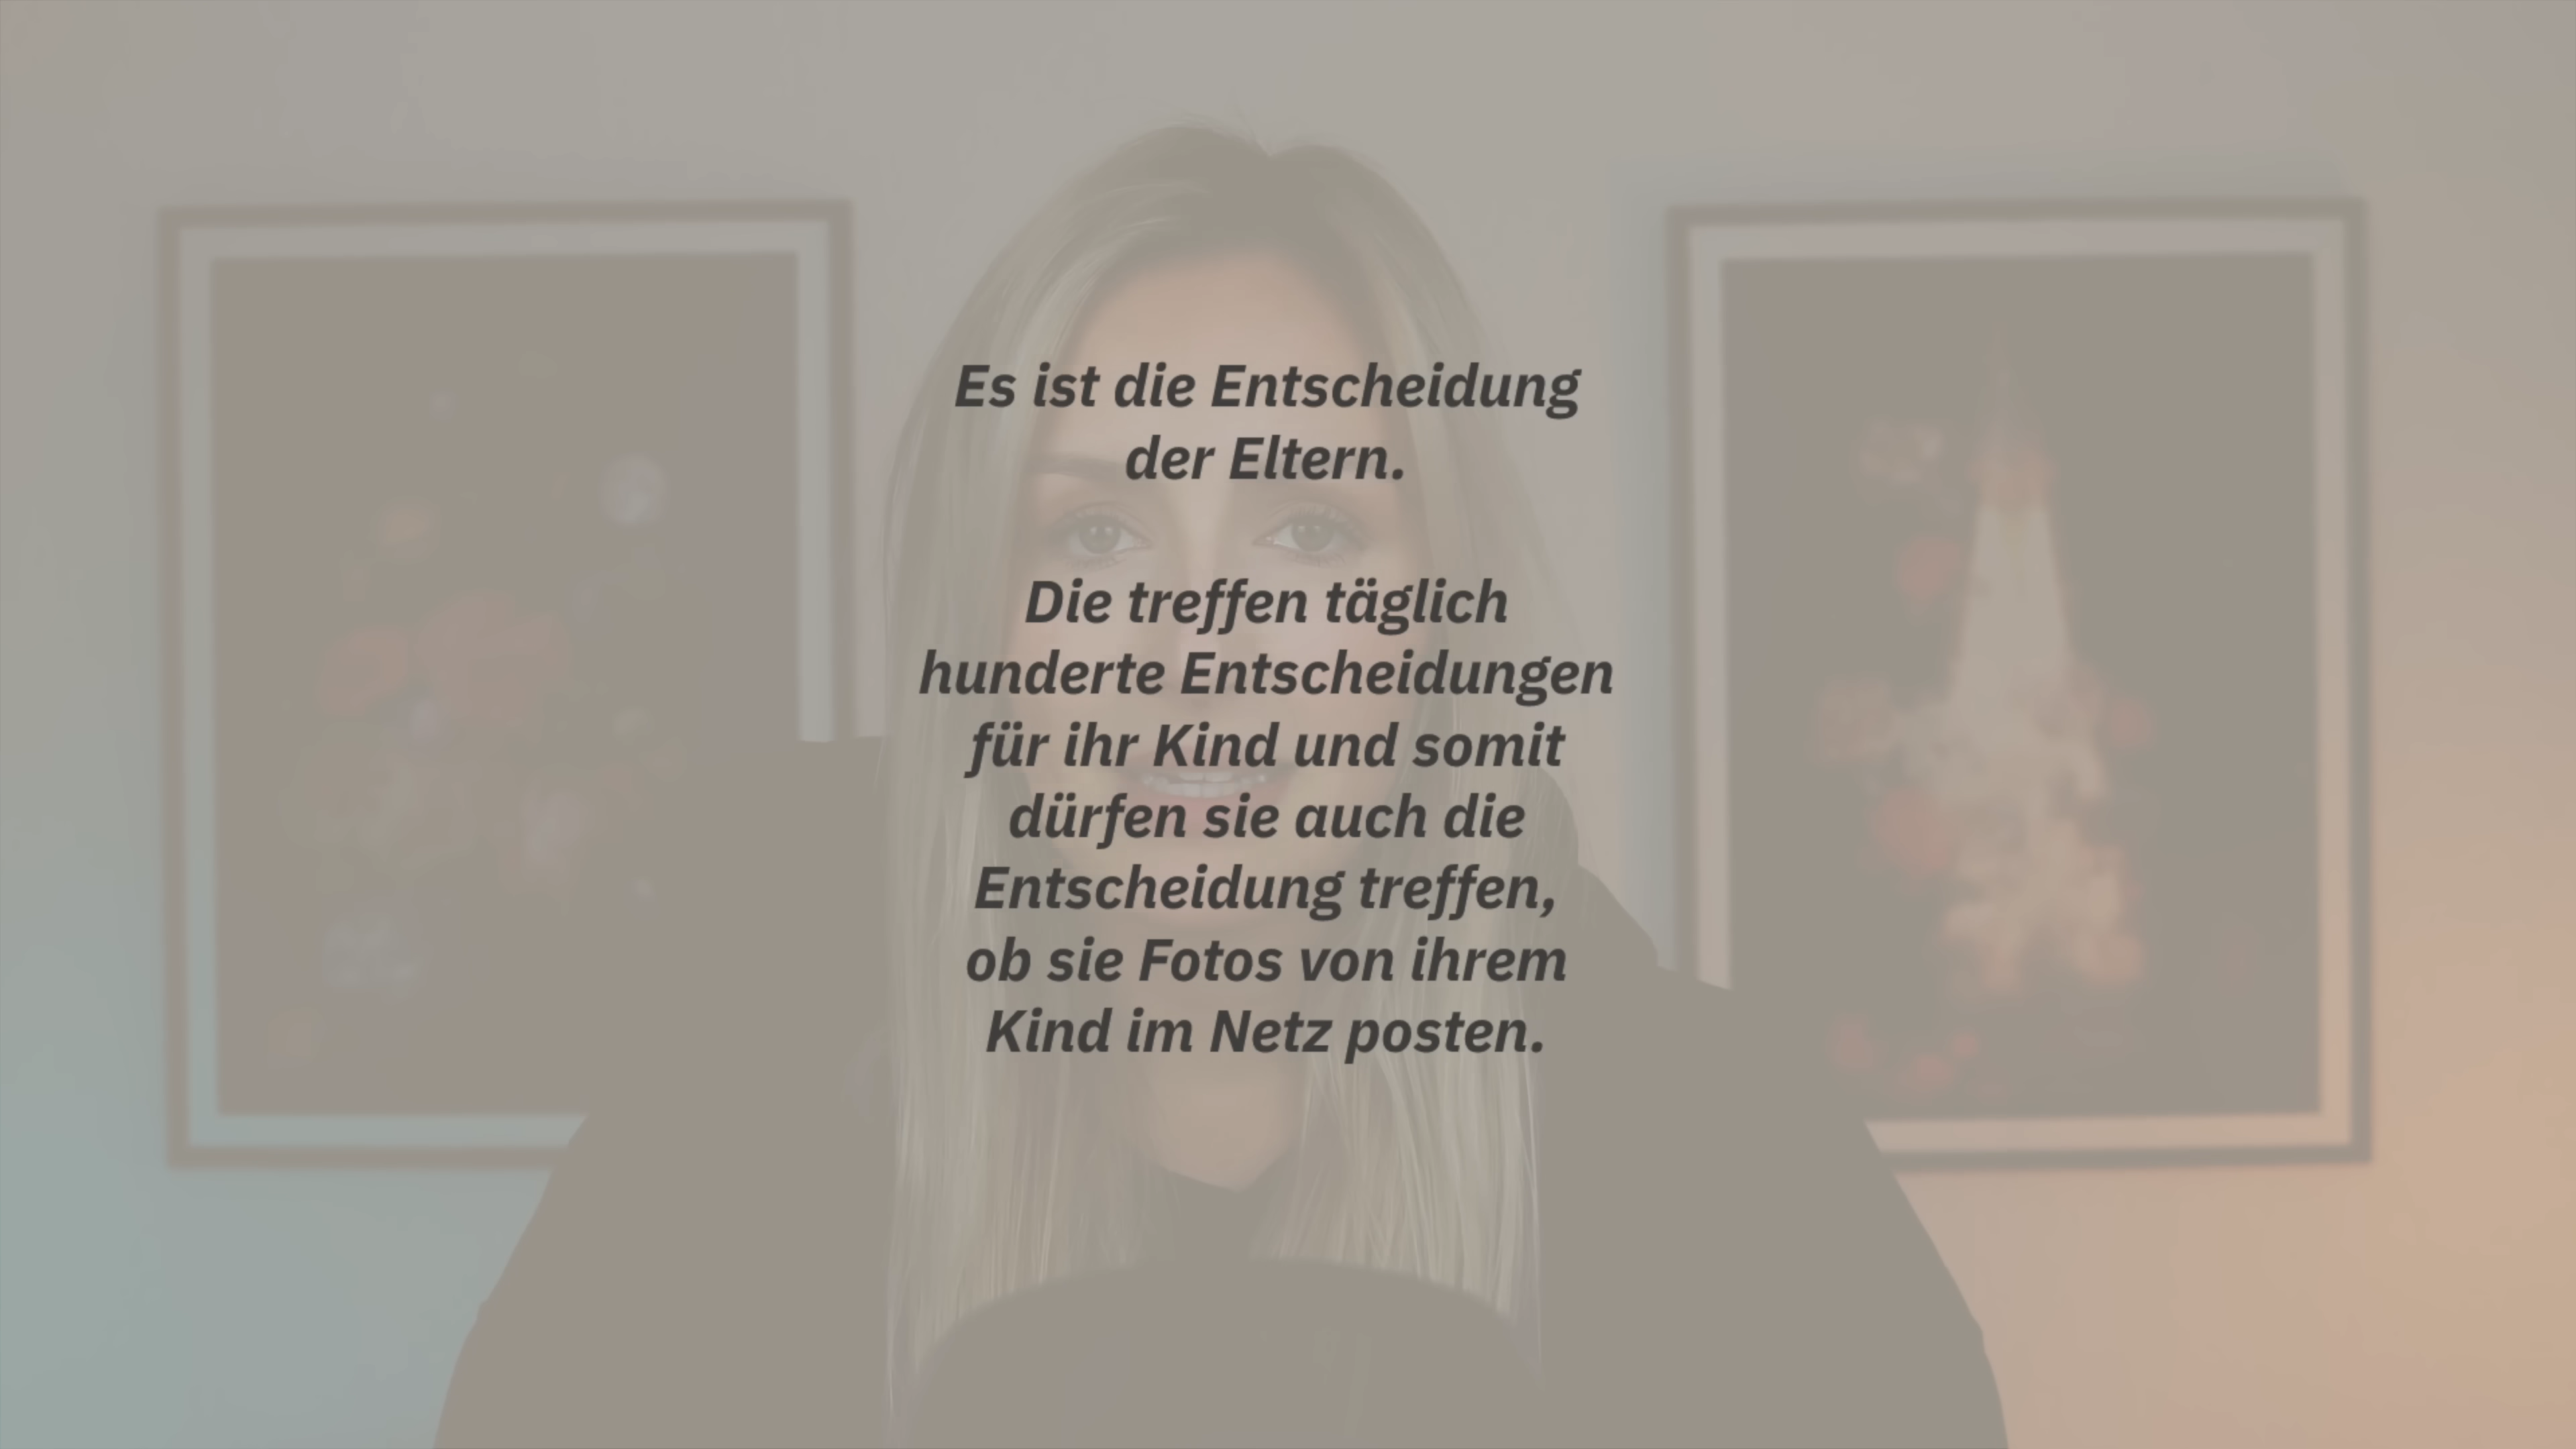 Es ist die Entscheidung
der Eltern.
Die treffen täglich
hunderte Entscheidungen
für ihr Kind und somit
dürfen sie auch die
Entscheidung treffen,
ob sie Fotos von ihrem
Kind im Netz posten.